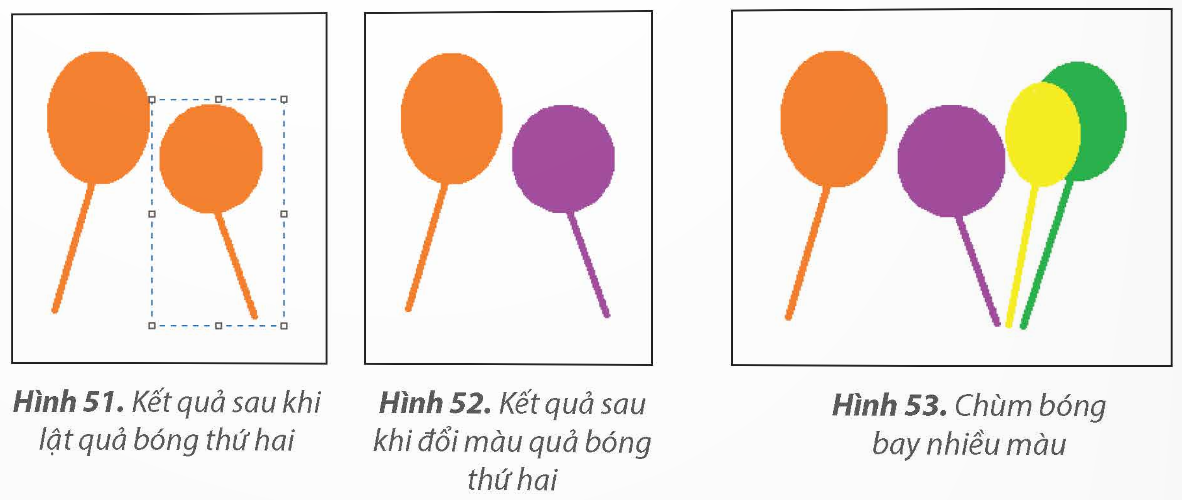 Hình 51. Kết quả sau khi
lật quả bóng thứ hai
Hình 52. Kết quả sau
khi đổi màu quả bóng
thứ hai
Hình 53. Chùm bóng
bay nhiều màu